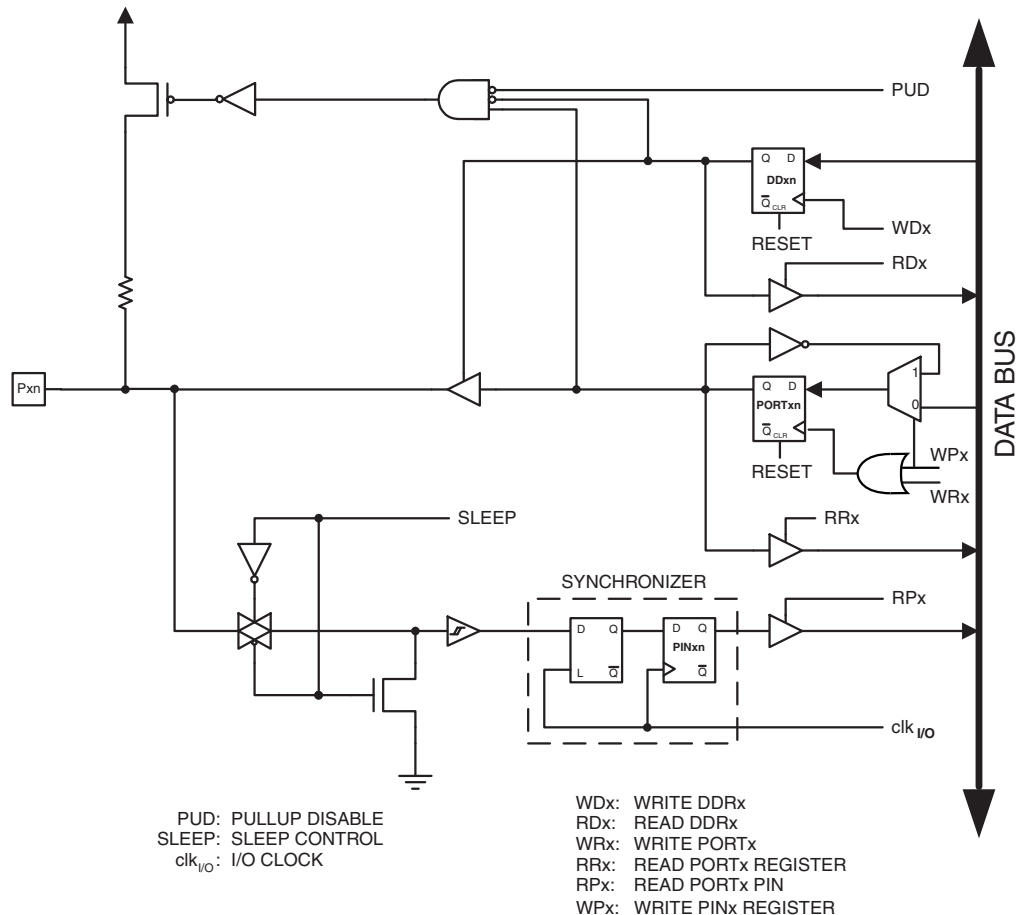 PUD
Q D
DDxn
Q CLR
WDx
RESET
RDx
DATA BUS
Pxn
1
Q D
PORTxn
0
Q CLR
RESET
WPx
WRx
SLEEP
RRx
SYNCHRONIZER
RPx
D Q
D Q
PINxn
L Q
Q
clk I/O
PUD: PULLUP DISABLE
SLEEP: SLEEP CONTROL
clkI/O: I/O CLOCK
WDx: WRITE DDRx
RDx: READ DDRx
WRx: WRITE PORTx
RRx: READ PORTx REGISTER
RPx: READ PORTx PIN
WPx: WRITE PINx REGISTER